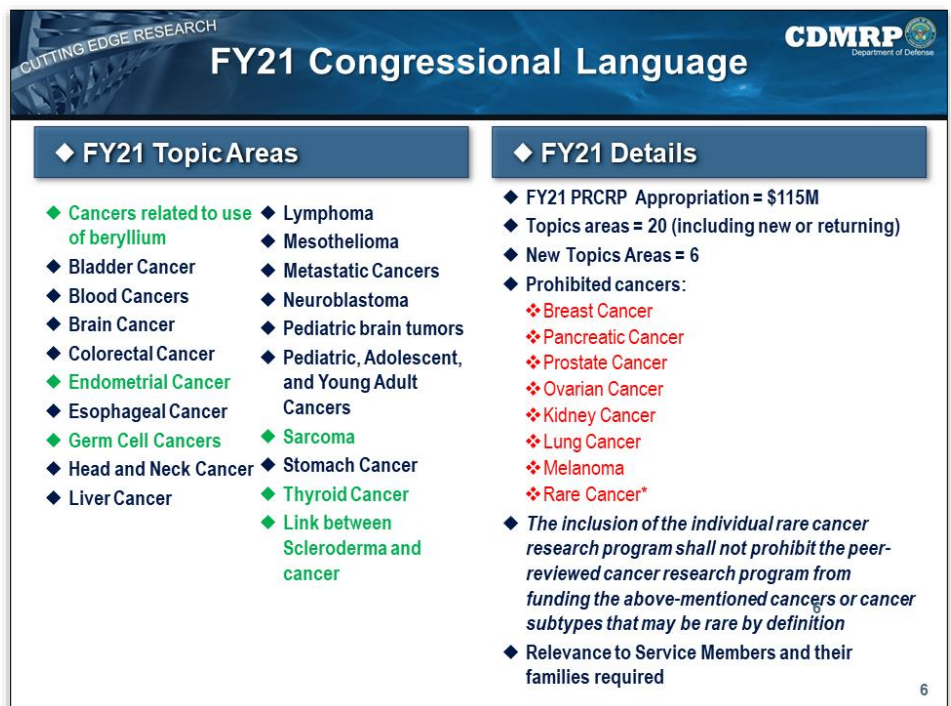 CUTTING EDGE RESEARCH
FY21 Congressional Language
CDMRP
Department of Defense
◆ FY21 Topic Areas
◆ Cancers related to use
of beryllium
◆ Bladder Cancer
◆ Blood Cancers
◆ Brain Cancer
◆ Colorectal Cancer
◆ Endometrial Cancer
◆ Esophageal Cancer
◆ Germ Cell Cancers
◆ Head and Neck Cancer
◆ Liver Cancer
◆ Lymphoma
◆ Mesothelioma
◆ Metastatic Cancers
◆ Neuroblastoma
◆ Pediatric brain tumors
◆ Pediatric, Adolescent,
and Young Adult
Cancers
◆ Sarcoma
◆ Stomach Cancer
◆ Thyroid Cancer
◆ Link between
Scleroderma and
cancer
◆ FY21 Details
◆ FY21 PRCRP Appropriation = $115M
◆ Topics areas = 20 (including new or returning)
◆ New Topics Areas = 6
◆ Prohibited cancers:
❖Breast Cancer
❖Pancreatic Cancer
❖Prostate Cancer
❖Ovarian Cancer
❖Kidney Cancer
❖Lung Cancer
❖Melanoma
❖Rare Cancer*
◆ The inclusion of the individual rare cancer
research program shall not prohibit the peer-
reviewed cancer research program from
funding the above-mentioned cancers or cancer
6
subtypes that may be rare by definition
◆ Relevance to Service Members and their
families required
6